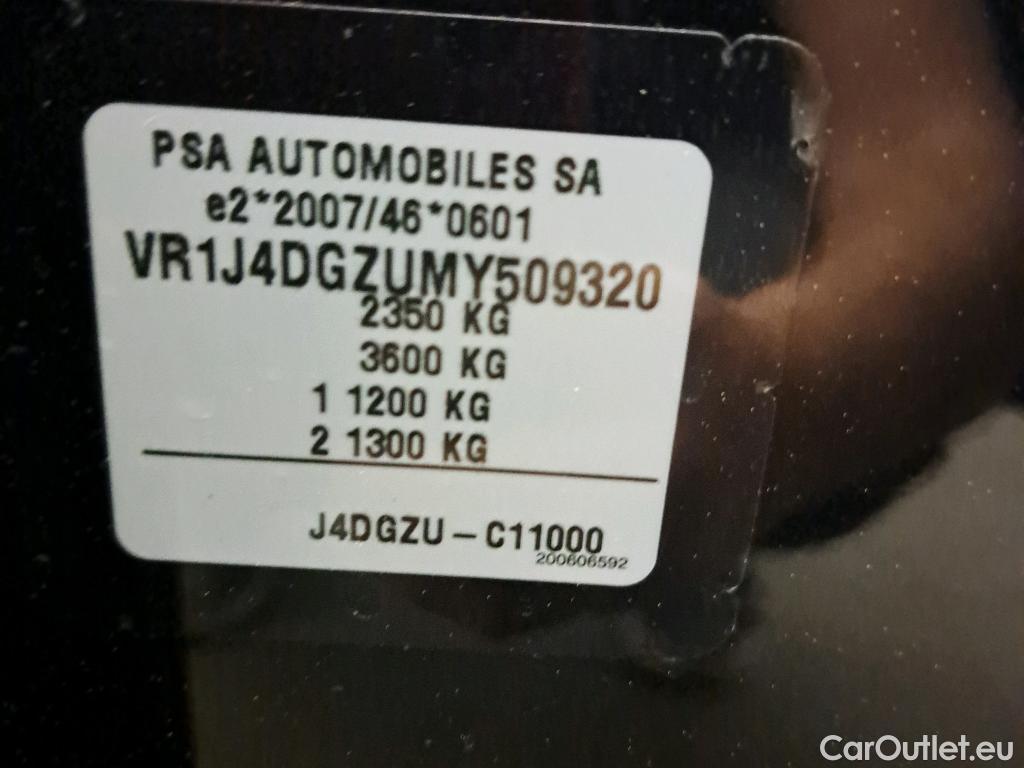 PSA AUTOMOBILES SA
e2*2007/46*0601
VR1J4DGZUMY509320
2350 KG
3600 KG
1 1200 KG
2 1300 KG
J4DGZU – C11000
200606592
CarOutlet.eu